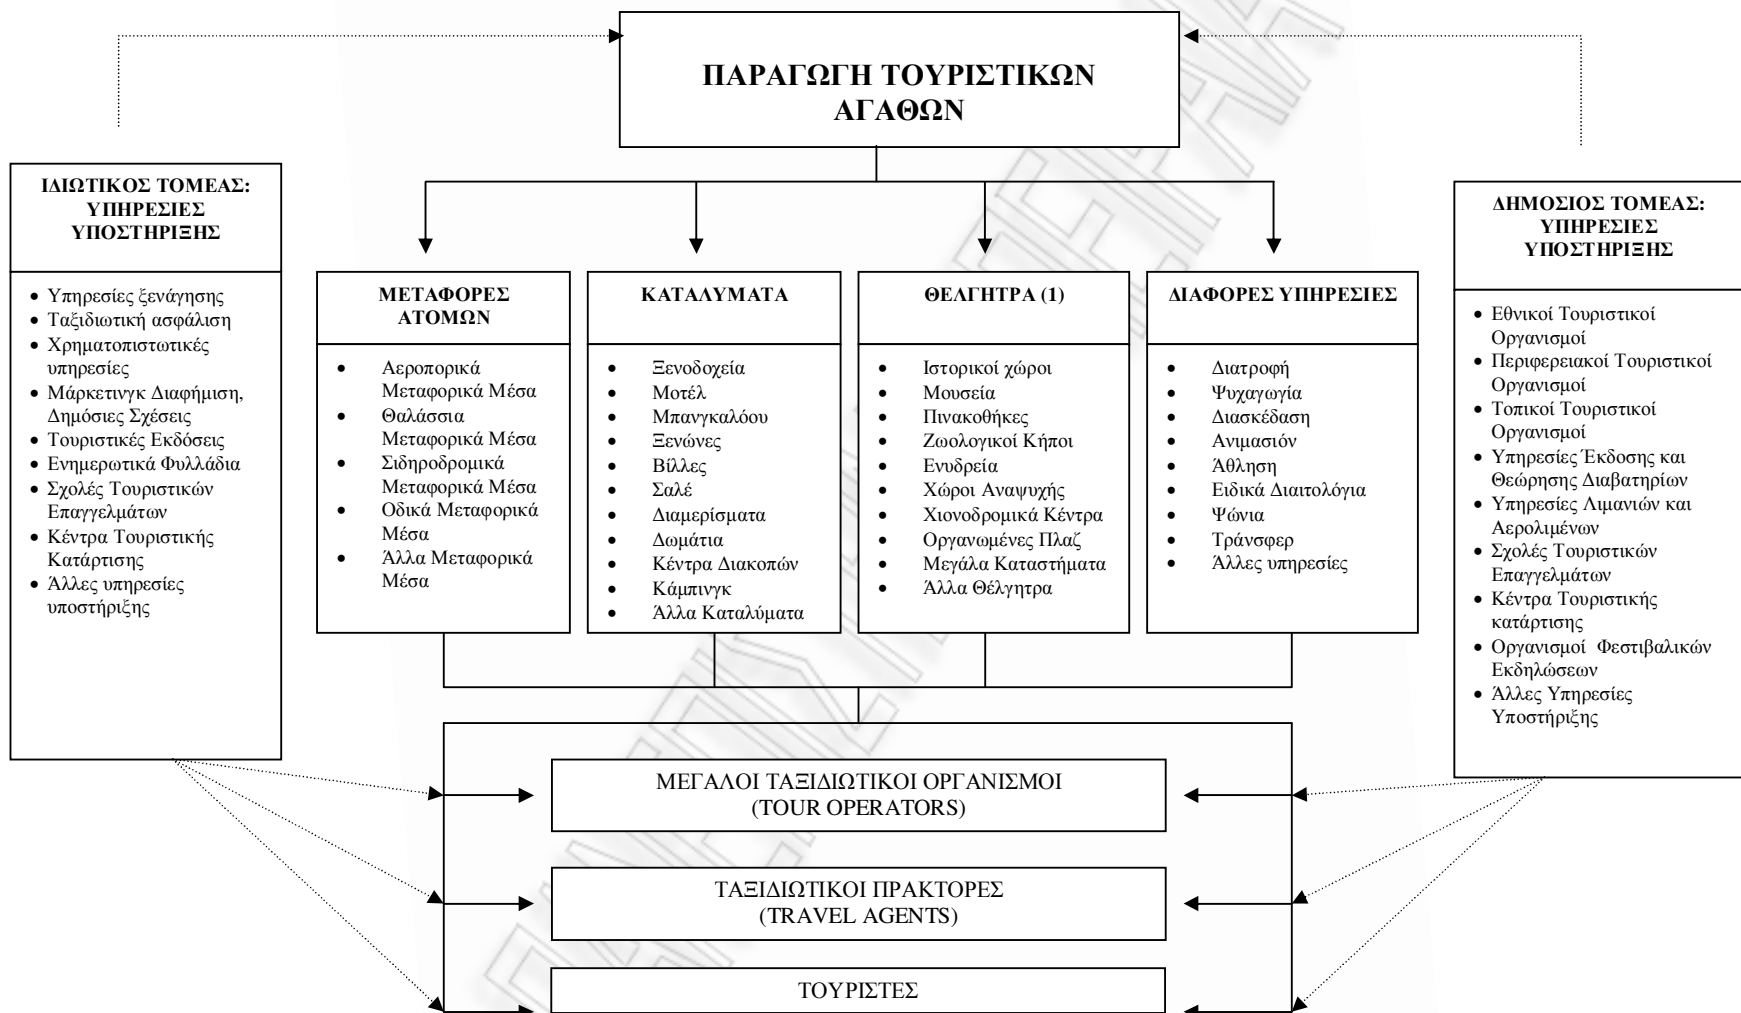 ΠΑΡΑΓΩΓΗ ΤΟΥΡΙΣΤΙΚΩΝ
ΑΓΑΘΩΝ
ΙΔΙΩΤΙΚΟΣ ΤΟΜΕΑΣ:
ΥΠΗΡΕΣΙΕΣ
ΥΠΟΣΤΗΡΙΞΗΣ
• Υπηρεσίες ξενάγησης
• Ταξιδιωτική ασφάλιση
• Χρηματοπιστωτικές
υπηρεσίες
• Μάρκετινγκ Διαφήμιση,
Δημόσιες Σχέσεις
• Τουριστικές Εκδόσεις
• Ενημερωτικά Φυλλάδια
• Σχολές Τουριστικών
Επαγγελμάτων
• Κέντρα Τουριστικής
Κατάρτισης
• Άλλες υπηρεσίες
υποστήριξης
ΜΕΤΑΦΟΡΕΣ
ΑΤΟΜΩΝ
• Αεροπορικά
Μεταφορικά Μέσα
• Θαλάσσια
Μεταφορικά Μέσα
• Σιδηροδρομικά
Μεταφορικά Μέσα
• Οδικά Μεταφορικά
Μέσα
• Άλλα Μεταφορικά
Μέσα
ΚΑΤΑΛΥΜΑΤΑ
• Ξενοδοχεία
• Μοτέλ
• Μπανγκαλόου
• Ξενώνες
• Βίλλες
• Σαλέ
• Διαμερίσματα
• Δωμάτια
• Κέντρα Διακοπών
• Κάμπινγκ
• Άλλα Καταλύματα
ΘΕΛΓΗΤΡΑ (1)
• Ιστορικοί χώροι
• Μουσεία
• Πινακοθήκες
• Ζωολογικοί Κήποι
• Ενυδρεία
• Χώροι Αναψυχής
• Χιονοδρομικά Κέντρα
• Οργανωμένες Πλαζ
• Μεγάλα Καταστήματα
• Άλλα Θέλγητρα
ΔΙΑΦΟΡΕΣ ΥΠΗΡΕΣΙΕΣ
• Διατροφή
• Ψυχαγωγία
• Διασκέδαση
• Ανιμασιόν
• Άθληση
• Ειδικά Διαιτολόγια
• Ψώνια
• Τράνσφερ
• Άλλες υπηρεσίες
ΔΗΜΟΣΙΟΣ ΤΟΜΕΑΣ:
ΥΠΗΡΕΣΙΕΣ
ΥΠΟΣΤΗΡΙΞΗΣ
• Εθνικοί Τουριστικοί
Οργανισμοί
• Περιφερειακοί Τουριστικοί
Οργανισμοί
• Τοπικοί Τουριστικοί
Οργανισμοί
• Υπηρεσίες Έκδοσης και
Θεώρησης Διαβατηρίων
• Υπηρεσίες Λιμανιών και
Αερολιμένων
• Σχολές Τουριστικών
Επαγγελμάτων
• Κέντρα Τουριστικής
κατάρτισης
• Οργανισμοί Φεστιβαλικών
Εκδηλώσεων
• Άλλες Υπηρεσίες
Υποστήριξης
ΜΕΓΑΛΟΙ ΤΑΞΙΔΙΩΤΙΚΟΙ ΟΡΓΑΝΙΣΜΟΙ
(TOUR OPERATORS)
ΤΑΞΙΔΙΩΤΙΚΟΙ ΠΡΑΚΤΟΡΕΣ
(TRAVEL AGENTS)
ΤΟΥΡΙΣΤΕΣ